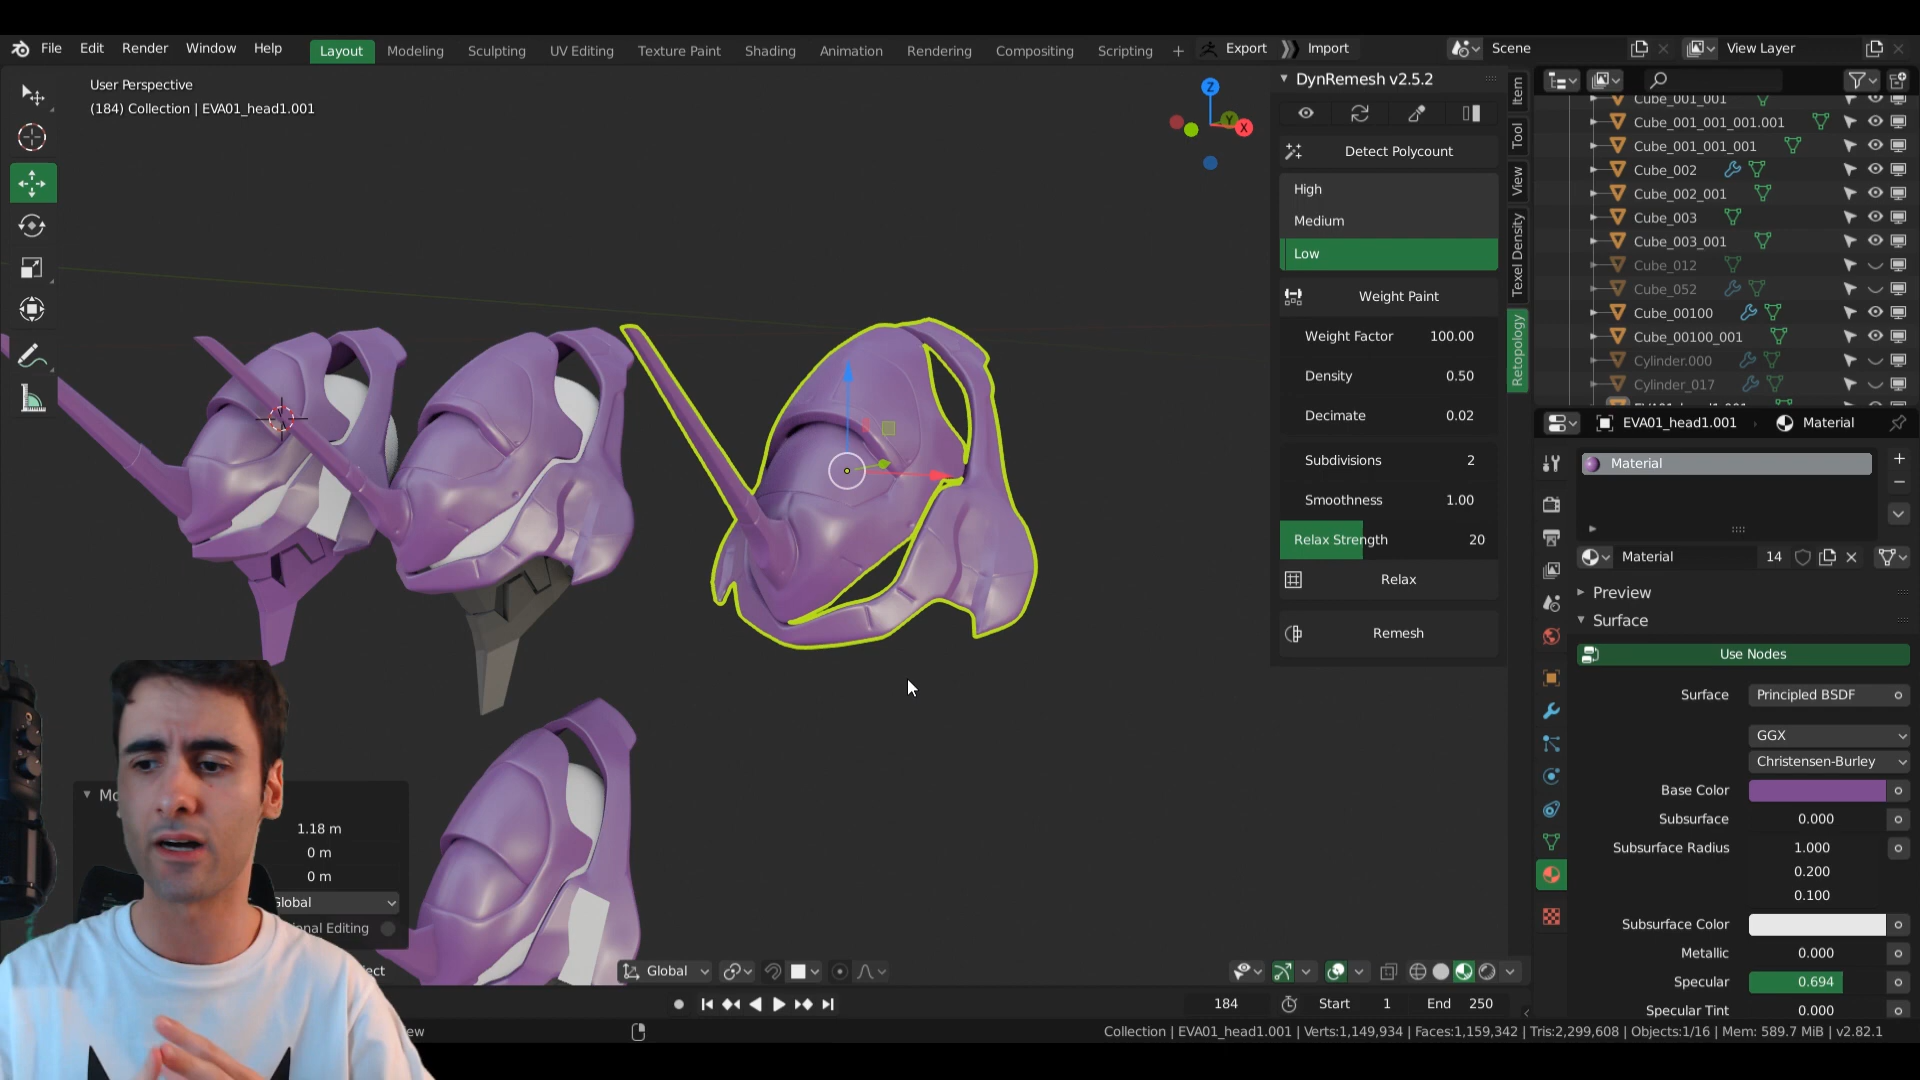 File Edit Render Window Help Layout Modeling Sculpting UV Editing Texture Paint Shading Animation Rendering Compositing Scripting + Export Import Scene View Layer
User Perspective
(184) Collection | EVA01_head1.001
Z
Y
X
DynRemesh v2.5.2
Detect Polycount
High
Medium
Low
Weight Paint
Weight Factor 100.00
Density 0.50
Decimate 0.02
Subdivisions 2
Smoothness 1.00
Relax Strength 20
Relax
Remesh
Item
Tool
View
Texel Density
Retopology
Cube_001_001
Cube_001_001_001.001
Cube_001_001_001
Cube_002
Cube_002_001
Cube_003
Cube_003_001
Cube_012
Cube_052
Cube_00100
Cube_00100_001
Cylinder.000
Cylinder_017
EVA01_head1.001
EVA01_head1.001 Material
Material
Material 14
Preview
Surface
Use Nodes
Surface Principled BSDF
GGX
Christensen-Burley
Base Color
Subsurface 0.000
Subsurface Radius 1.000
0.200
0.100
Subsurface Color
Metallic 0.000
Specular 0.694
Specular Tint 0.000
1.18 m
0 m
0 m
Global
onal Editing
Global
184 Start 1 End 250
Collection | EVA01_head1.001 | Verts:1,149,934 | Faces:1,159,342 | Tris:2,299,608 | Objects:1/16 | Mem: 589.7 MiB | v2.82.1